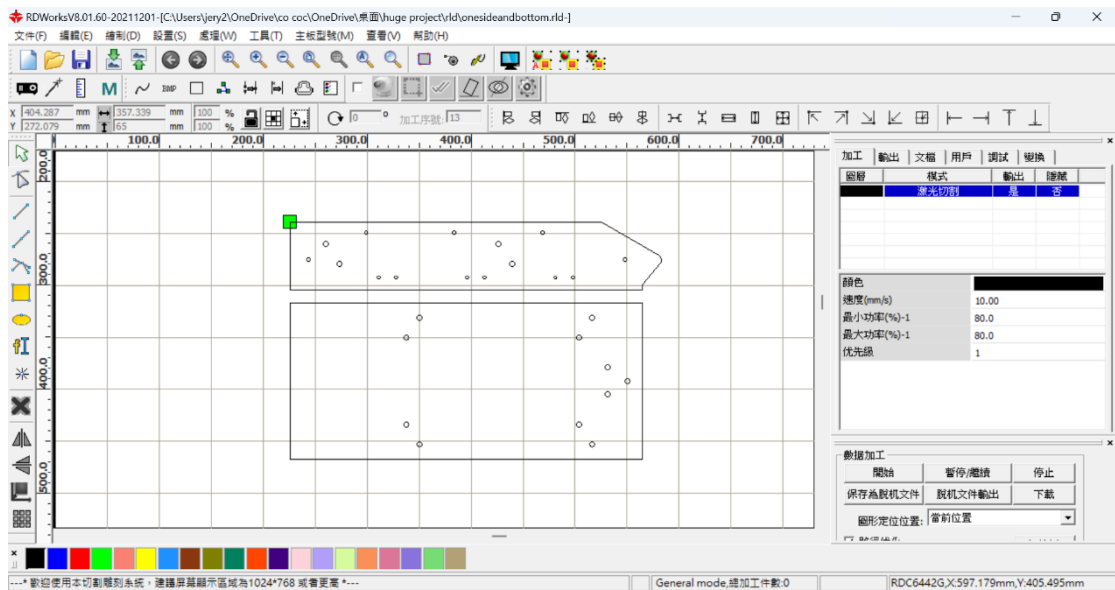 RDWorksV8.01.60-20211201-[C:\Users\jery2\OneDrive\co coc\OneDrive\桌面\huge project\rld\onesideandbottom.rld-]
文件(F) 編輯(E) 繪制(D) 設置(S) 處理(W) 工具(T) 主板型號(M) 查看(V) 幫助(H)
M BMP
X 404.287 mm 357.339 mm 100 % 0 ° 加工序號: 13
Y 272.079 mm 65 mm 100 %
100.0 200.0 300.0 400.0 500.0 600.0 700.0
200.0
300.0
400.0
500.0
加工 輸出 文檔 用戶 調試 變換
圖層 模式 輸出 隱藏
激光切割 是 否
顏色
速度(mm/s) 10.00
最小功率(%)-1 80.0
最大功率(%)-1 80.0
优先級 1
數據加工
開始 暫停/繼續 停止
保存為脫机文件 脫机文件輸出 下載
圖形定位位置: 當前位置
---* 歡迎使用本切割雕刻系統，建議屏幕顯示區域為1024*768 或者更高 *---
General mode,總加工件數:0
RDC6442G,X:597.179mm,Y:405.495mm